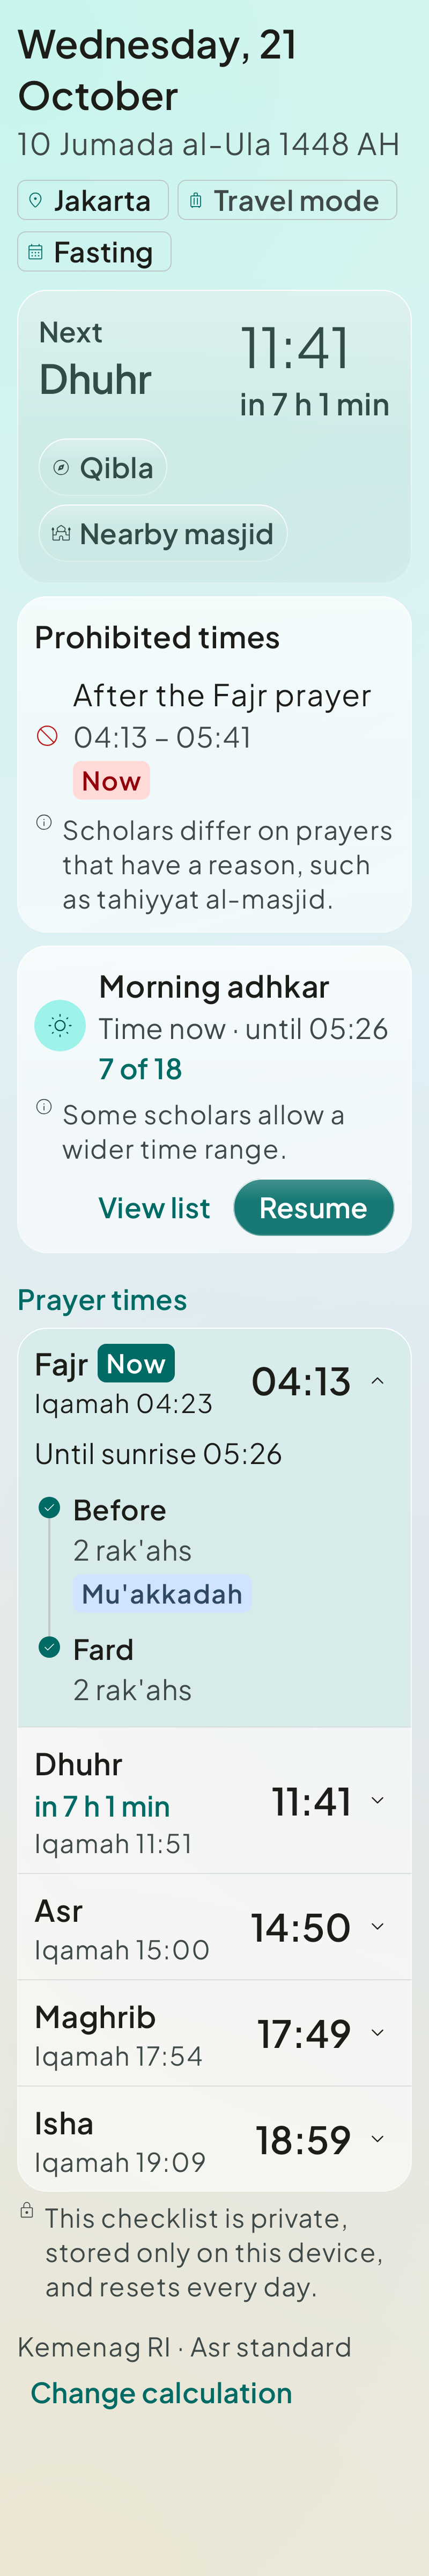 Wednesday, 21
October
10 Jumada al-Ula 1448 AH
Jakarta
Travel mode
Fasting
Next
Dhuhr
11:41
in 7 h 1 min
Qibla
Nearby masjid
Prohibited times
After the Fajr prayer
04:13 – 05:41
Now
Scholars differ on prayers
that have a reason, such
as tahiyyat al-masjid.
Morning adhkar
Time now · until 05:26
7 of 18
Some scholars allow a
wider time range.
View list
Resume
Prayer times
Fajr
Now
Iqamah 04:23
04:13
Until sunrise 05:26
Before
2 rak'ahs
Mu'akkadah
Fard
2 rak'ahs
Dhuhr
in 7 h 1 min
Iqamah 11:51
11:41
Asr
Iqamah 15:00
14:50
Maghrib
Iqamah 17:54
17:49
Isha
Iqamah 19:09
18:59
This checklist is private,
stored only on this device,
and resets every day.
Kemenag RI · Asr standard
Change calculation